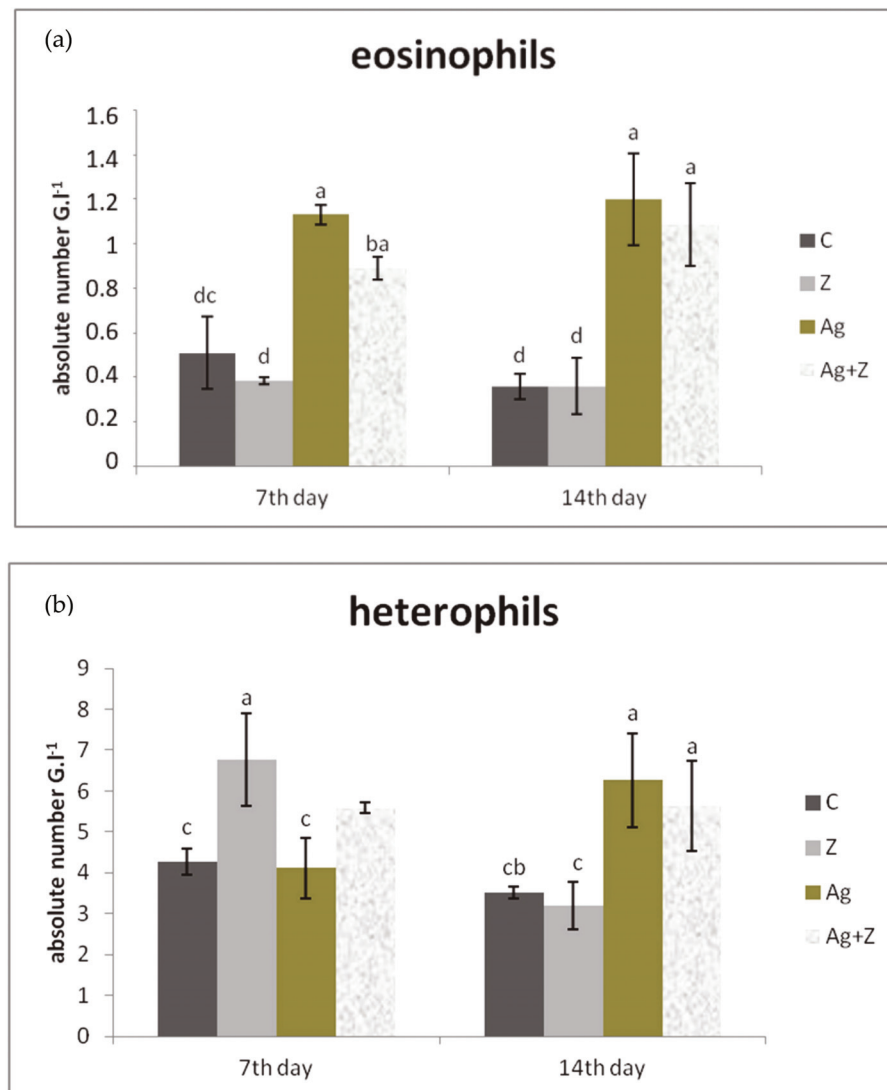 (a)
eosinophils
absolute number G.l-1
1.6
1.4
1.2
1
0.8
0.6
0.4
0.2
0
dc
d
a
ba
d
d
a
a
7th day
14th day
C
Z
Ag
Ag+Z
(b)
heterophils
absolute number G.l-1
9
8
7
6
5
4
3
2
1
0
c
a
c
cb
c
a
a
7th day
14th day
C
Z
Ag
Ag+Z